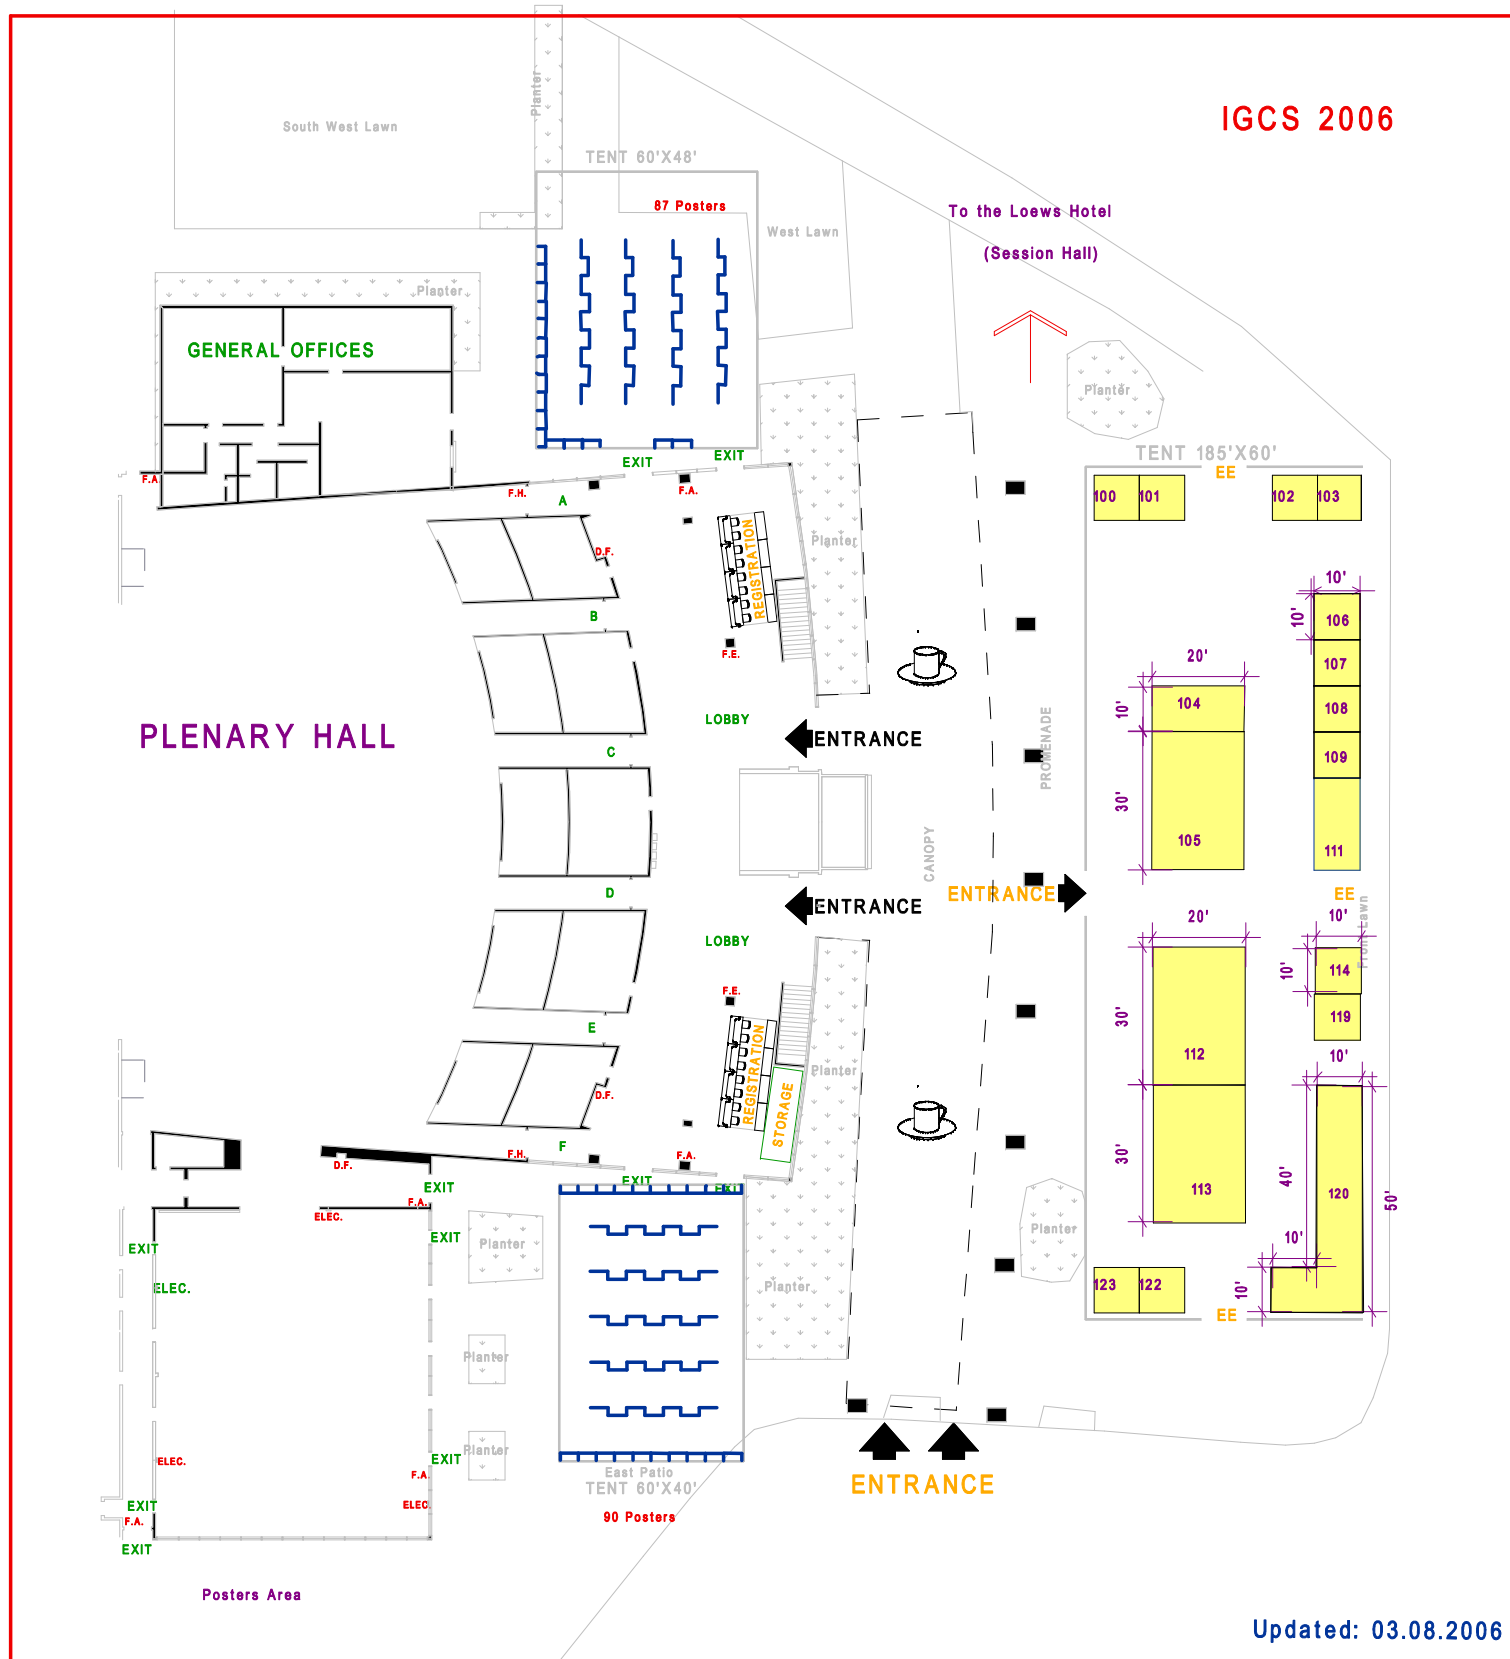 IGCS 2006
South West Lawn
Planter
TENT 60'X48'
87 Posters
West Lawn
To the Loews Hotel
(Session Hall)
Planter
GENERAL OFFICES
Planter
TENT 185'X60'
EE
EXIT
EXIT
F.A.
F.H.
F.A.
A
100
101
102
103
D.F.
REGISTRATION
Planter
B
F.E.
10'
10'
106
107
108
109
111
20'
10'
104
30'
105
PLENARY HALL
LOBBY
ENTRANCE
C
PROMENADE
CANOPY
D
ENTRANCE
ENTRANCE
EE
Front Lawn
LOBBY
20'
10'
10'
114
119
30'
112
F.E.
E
REGISTRATION
STORAGE
Planter
D.F.
10'
F
F.H.
F.A.
D.F.
EXIT
EXIT
EXIT
F.A.
ELEC.
30'
113
40'
120
50'
10'
10'
EXIT
EXIT
ELEC.
Planter
Planter
Planter
123
122
EE
Planter
Planter
ELEC.
EXIT
F.A.
ELEC.
EXIT
F.A.
EXIT
East Patio
TENT 60'X40'
90 Posters
ENTRANCE
Posters Area
Updated: 03.08.2006